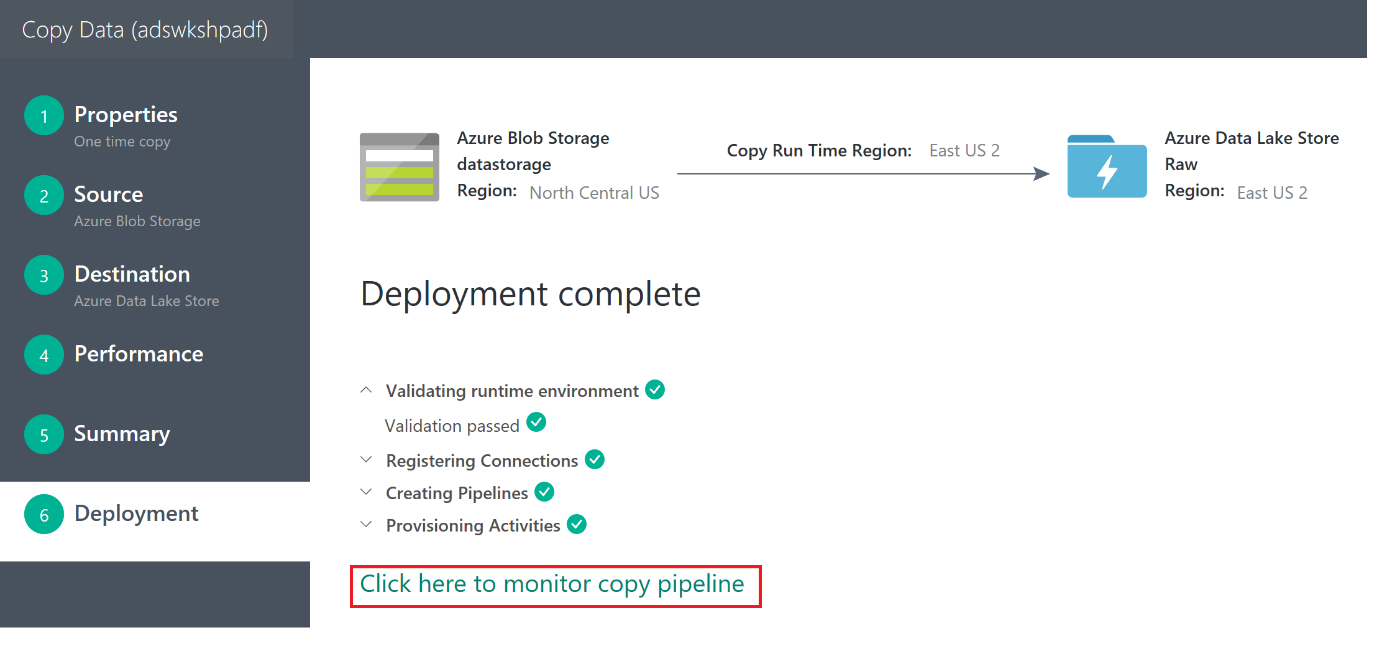 Copy Data (adswkshpadf)
1 Properties
One time copy
2 Source
Azure Blob Storage
3 Destination
Azure Data Lake Store
4 Performance
5 Summary
6 Deployment
Azure Blob Storage
datastorage
Region: North Central US
Copy Run Time Region: East US 2
Azure Data Lake Store
Raw
Region: East US 2
Deployment complete
Validating runtime environment
Validation passed
Registering Connections
Creating Pipelines
Provisioning Activities
Click here to monitor copy pipeline